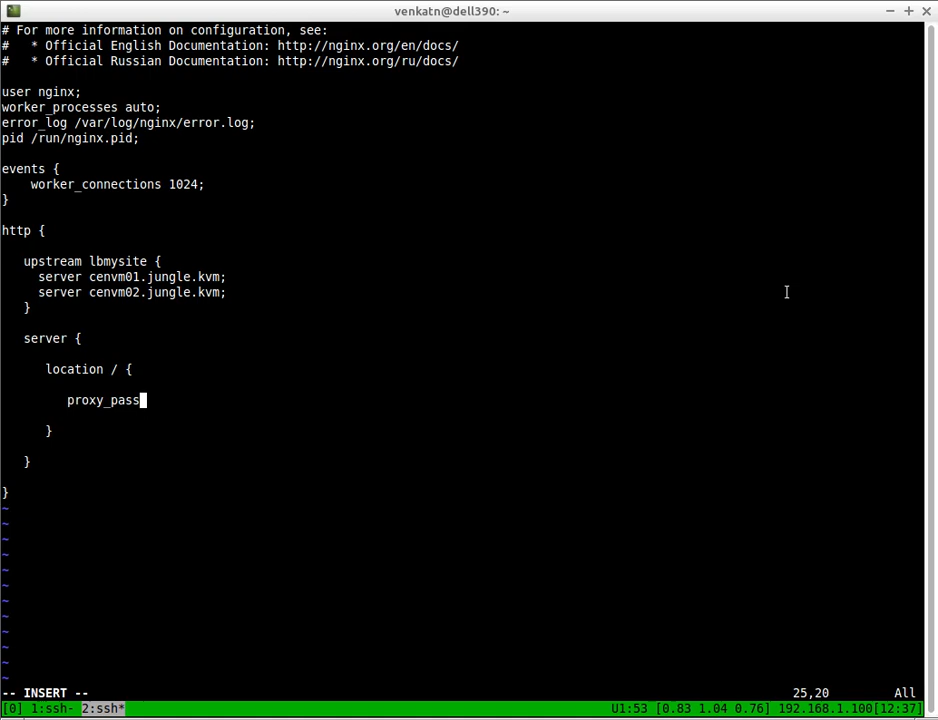 venkatn@dell390: ~
# For more information on configuration, see:
#   * Official English Documentation: http://nginx.org/en/docs/
#   * Official Russian Documentation: http://nginx.org/ru/docs/

user nginx;
worker_processes auto;
error_log /var/log/nginx/error.log;
pid /run/nginx.pid;

events {
    worker_connections 1024;
}

http {

   upstream lbmysite {
     server cenvm01.jungle.kvm;
     server cenvm02.jungle.kvm;
   }

   server {

      location / {

         proxy_pass

      }

   }

}
~
~
~
~
~
~
~
~
~
~
~
~
-- INSERT -- 25,20 All
[0] 1:ssh- 2:ssh* U1:53 [0.83 1.04 0.76] 192.168.1.100[12:37]